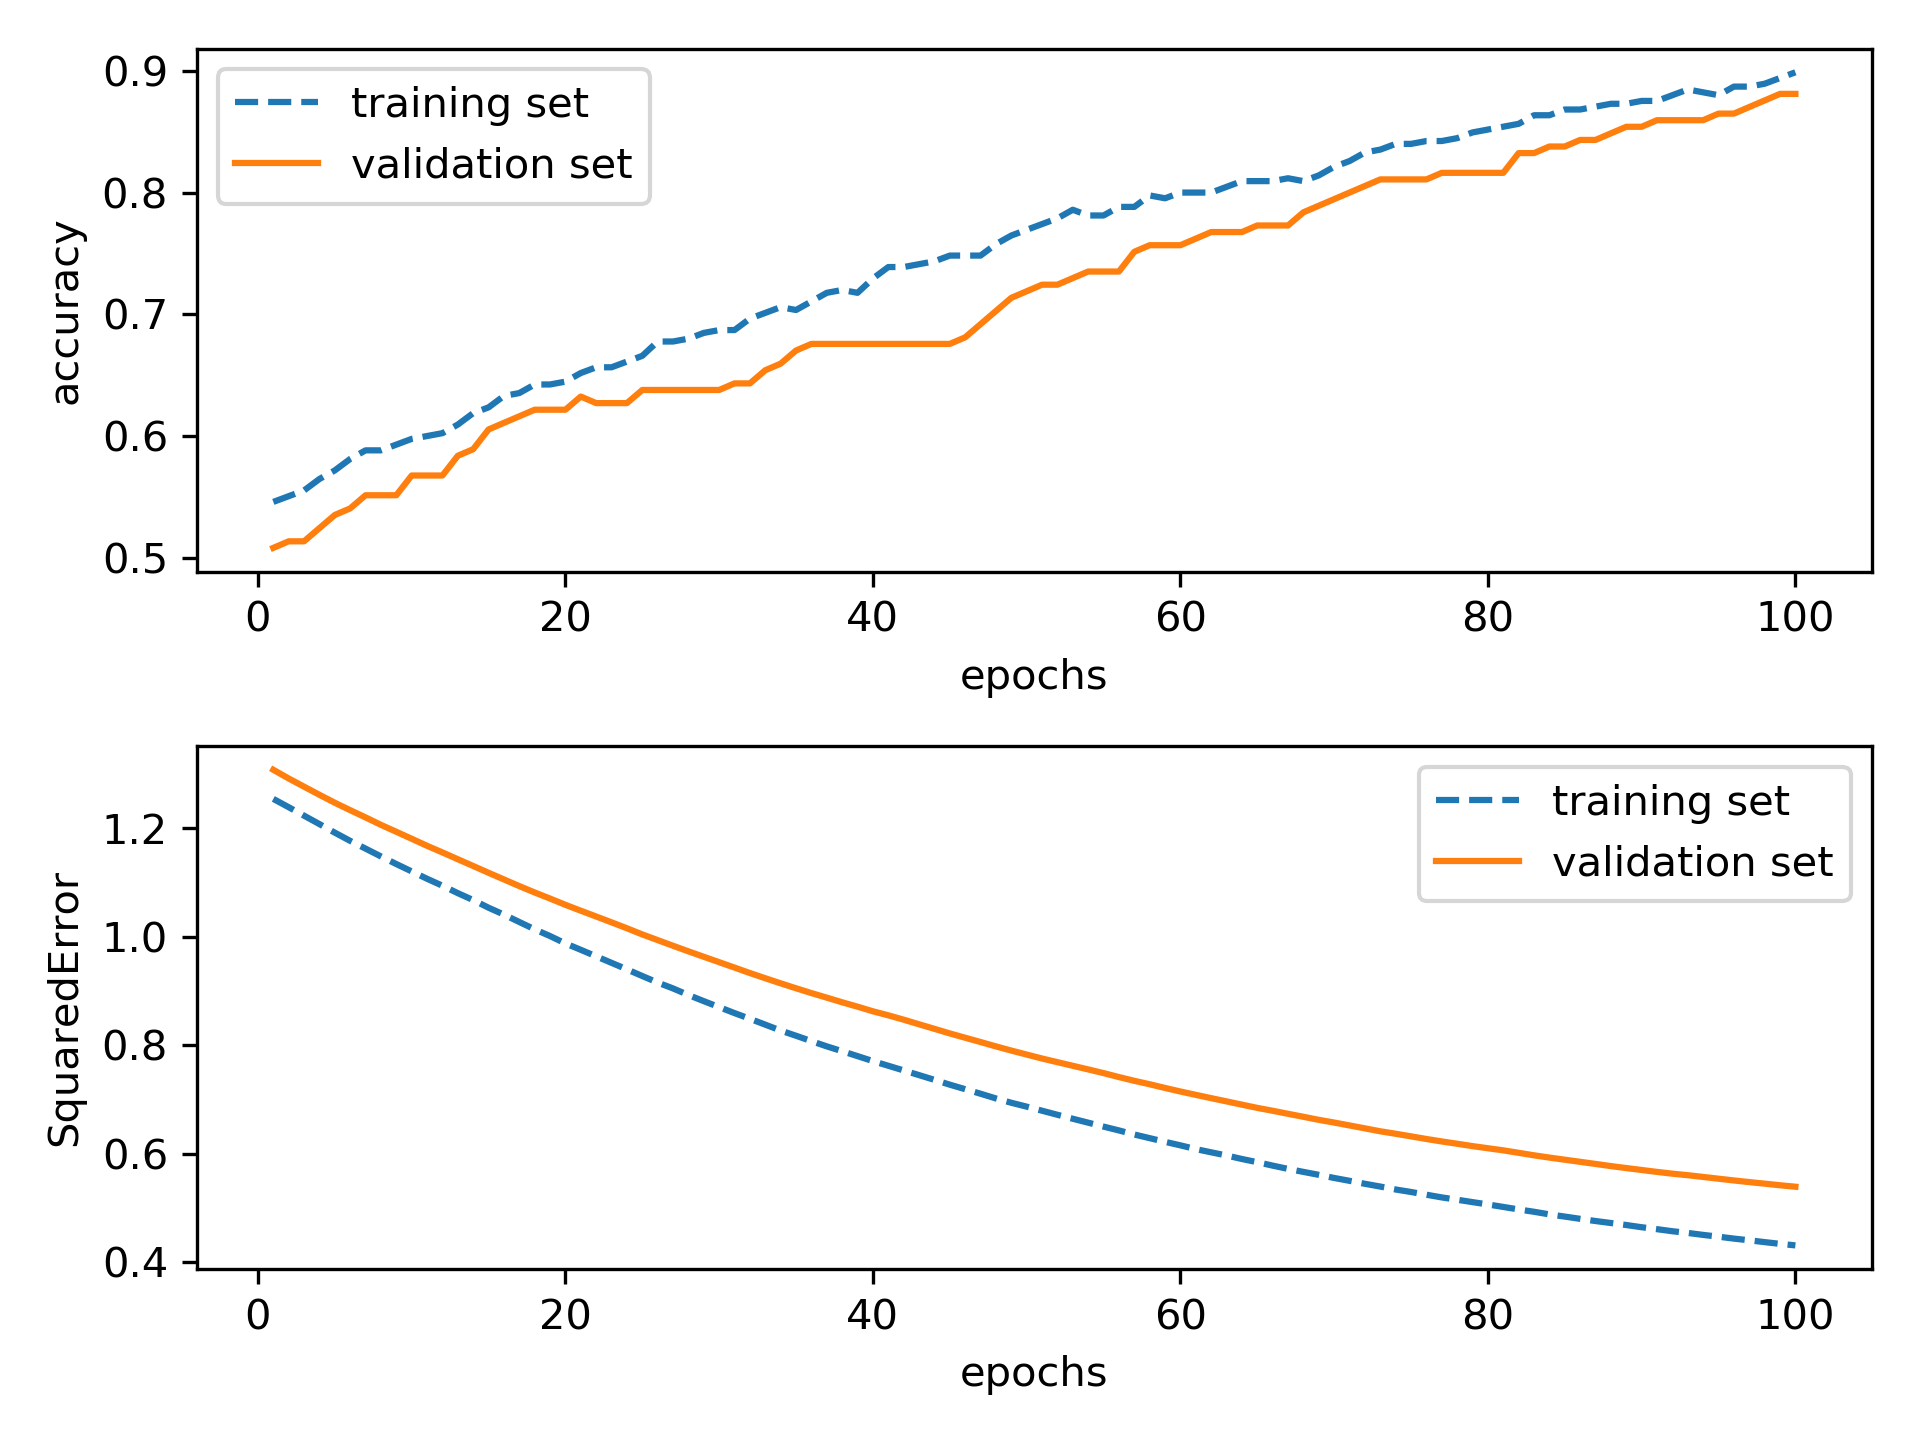 0.9
0.8
0.7
0.6
0.5
accuracy
training set
validation set
0 20 40 60 80 100
epochs
1.2
1.0
0.8
0.6
0.4
SquaredError
training set
validation set
0 20 40 60 80 100
epochs